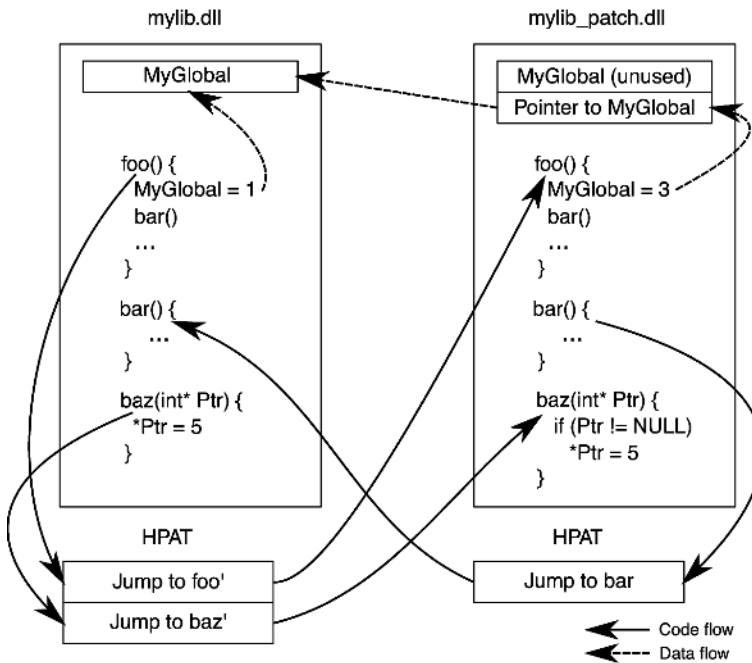 mylib.dll
MyGlobal
foo() {
MyGlobal = 1
bar()
...
}
bar() {
...
}
baz(int* Ptr) {
*Ptr = 5
}
HPAT
Jump to foo'
Jump to baz'
mylib_patch.dll
MyGlobal (unused)
Pointer to MyGlobal
foo() {
MyGlobal = 3
bar()
...
}
bar() {
...
}
baz(int* Ptr) {
if (Ptr != NULL)
*Ptr = 5
}
HPAT
Jump to bar
Code flow
Data flow